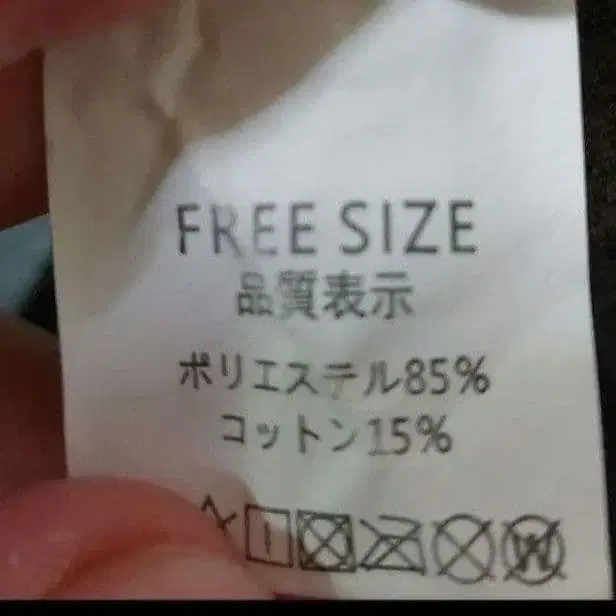 FREE SIZE
品質表示
ポリエステル85%
コットン15%
W